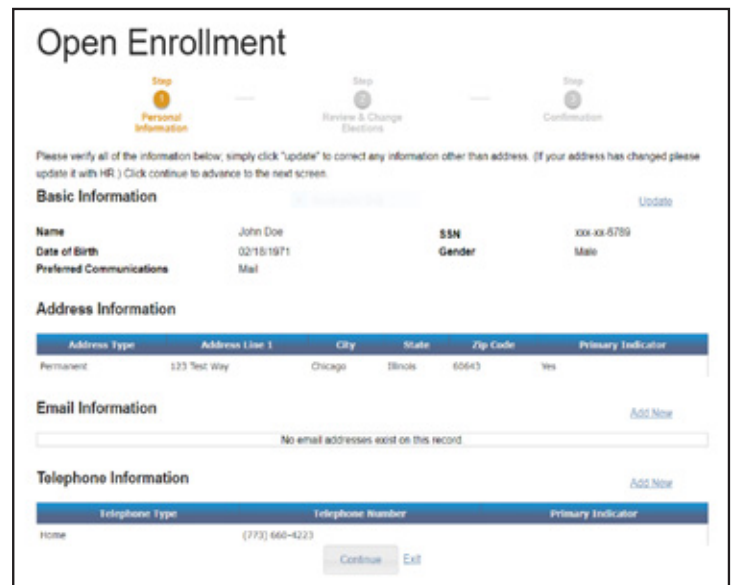 Open Enrollment
Step Step Step
1 2 3
Personal Information Review & Change Elections Confirmation
Please verify all of the information below, simply click "update" to correct any information other than address. (If your address has changed please
update it with HR.) Click continue to advance to the next screen.
Basic Information Update
Name John Doe SSN xxx-xx-6789
Date of Birth 02/18/1971 Gender Male
Preferred Communications Mail
Address Information
Address Type Address Line 1 City State Zip Code Primary Indicator
Permanent 123 Test Way Chicago Illinois 60643 Yes
Email Information Add New
No email addresses exist on this record.
Telephone Information Add New
Telephone Type Telephone Number Primary Indicator
Home (773) 660-4223
Continue Exit